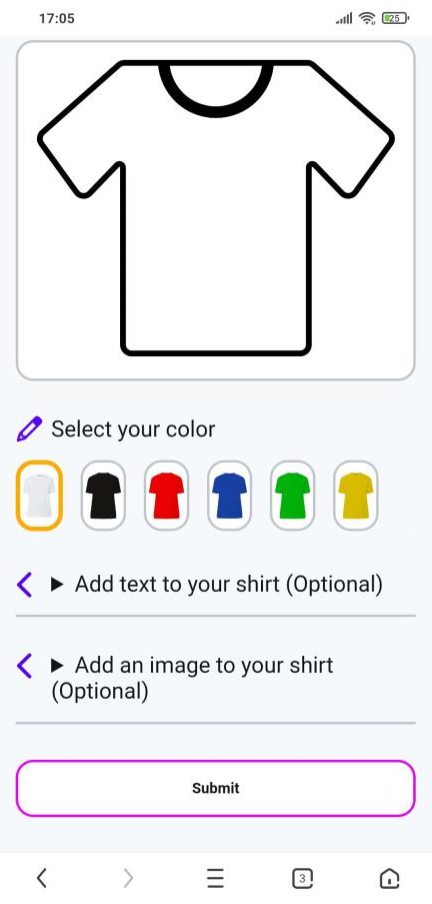 17:05
25
Select your color
Add text to your shirt (Optional)
Add an image to your shirt
(Optional)
Submit
3